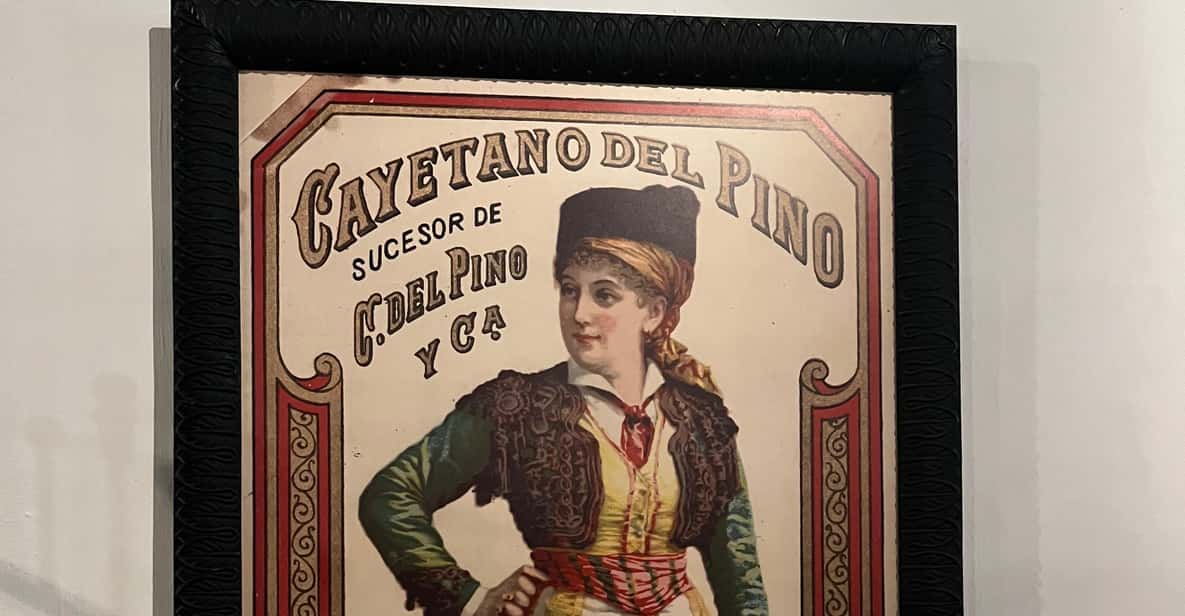 CAYETANO DEL PINO
SUCESOR DE
C. DEL PINO
Y CA